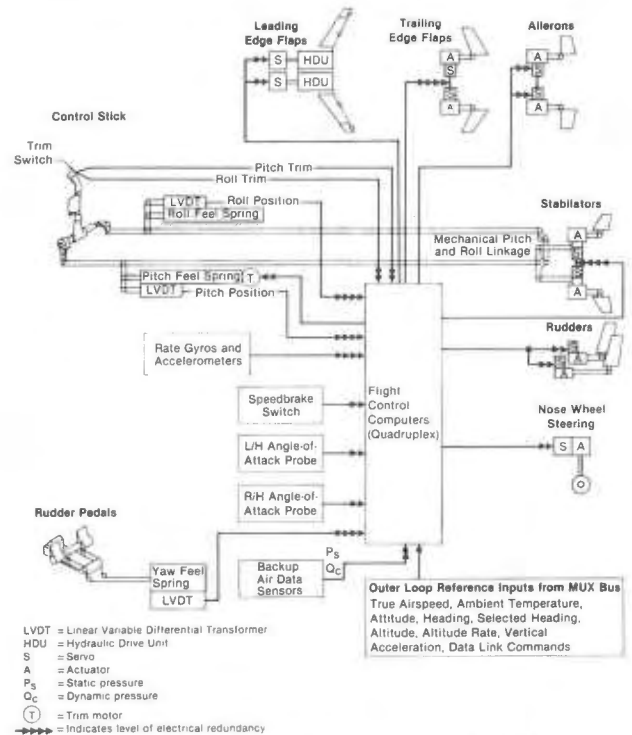 Leading
Edge Flaps
Trailing
Edge Flaps
Ailerons
S
HDU
S
HDU
A
S
A
A
A
Control Stick
Trim
Switch
Pitch Trim
Roll Trim
LVDT
Roll Position
Roll Feel Spring
Stabilators
Mechanical Pitch
and Roll Linkage
A
A
Pitch Feel Spring
T
LVDT
Pitch Position
Rudders
A
A
Rate Gyros and
Accelerometers
Speedbrake
Switch
Flight
Control
Computers
(Quadruplex)
Nose Wheel
Steering
S
A
L/H Angle-of-
Attack Probe
R/H Angle-of-
Attack Probe
Rudder Pedals
Yaw Feel
Spring
LVDT
Backup
Air Data
Sensors
PS
QC
Outer Loop Reference Inputs from MUX Bus
True Airspeed, Ambient Temperature,
Attitude, Heading, Selected Heading,
Altitude, Altitude Rate, Vertical
Acceleration, Data Link Commands
LVDT = Linear Variable Differential Transformer
HDU = Hydraulic Drive Unit
S = Servo
A = Actuator
PS = Static pressure
QC = Dynamic pressure
T = Trim motor
= Indicates level of electrical redundancy